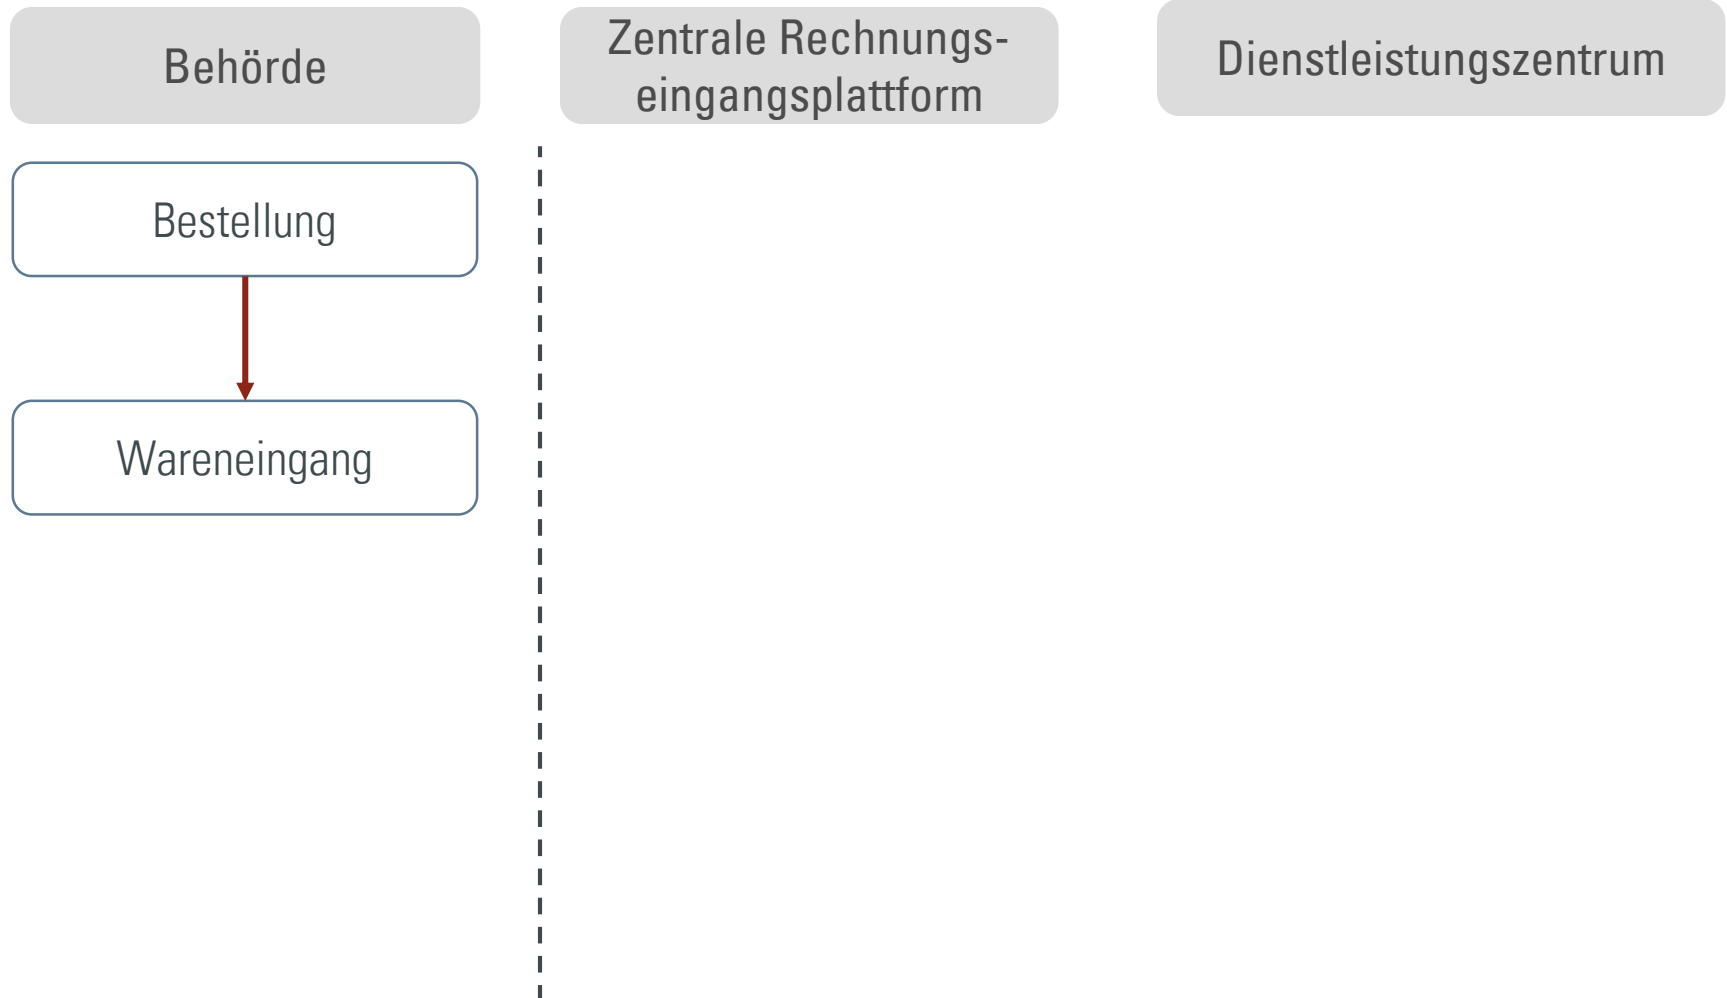 Behörde
Zentrale Rechnungs-
eingangsplattform
Dienstleistungszentrum
Bestellung
Wareneingang